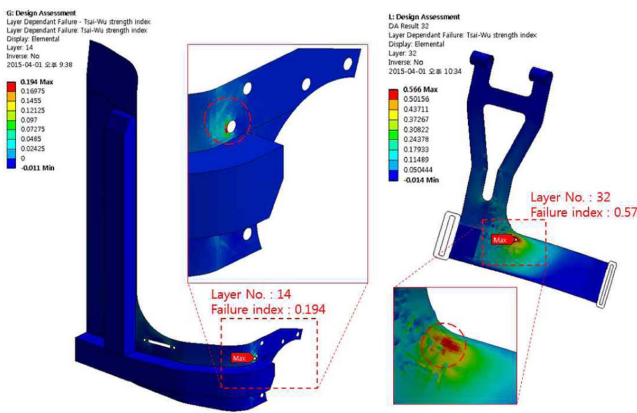 G: Design Assessment
Layer Dependant Failure - Tsai-Wu strength index
Layer Dependant Failure: Tsai-Wu strength index
Display: Elemental
Layer: 14
Inverse: No
2015-04-01 오후 9:38
0.194 Max
0.16975
0.1455
0.12125
0.097
0.07275
0.0485
0.02425
0
-0.011 Min
Max
Layer No. : 14
Failure index : 0.194
L: Design Assessment
DA Result 32
Layer Dependant Failure: Tsai-Wu strength index
Display: Elemental
Layer: 32
Inverse: No
2015-04-01 오후 10:34
0.566 Max
0.50156
0.43711
0.37267
0.30822
0.24378
0.17933
0.11489
0.050444
-0.014 Min
Layer No. : 32
Failure index : 0.57
Max